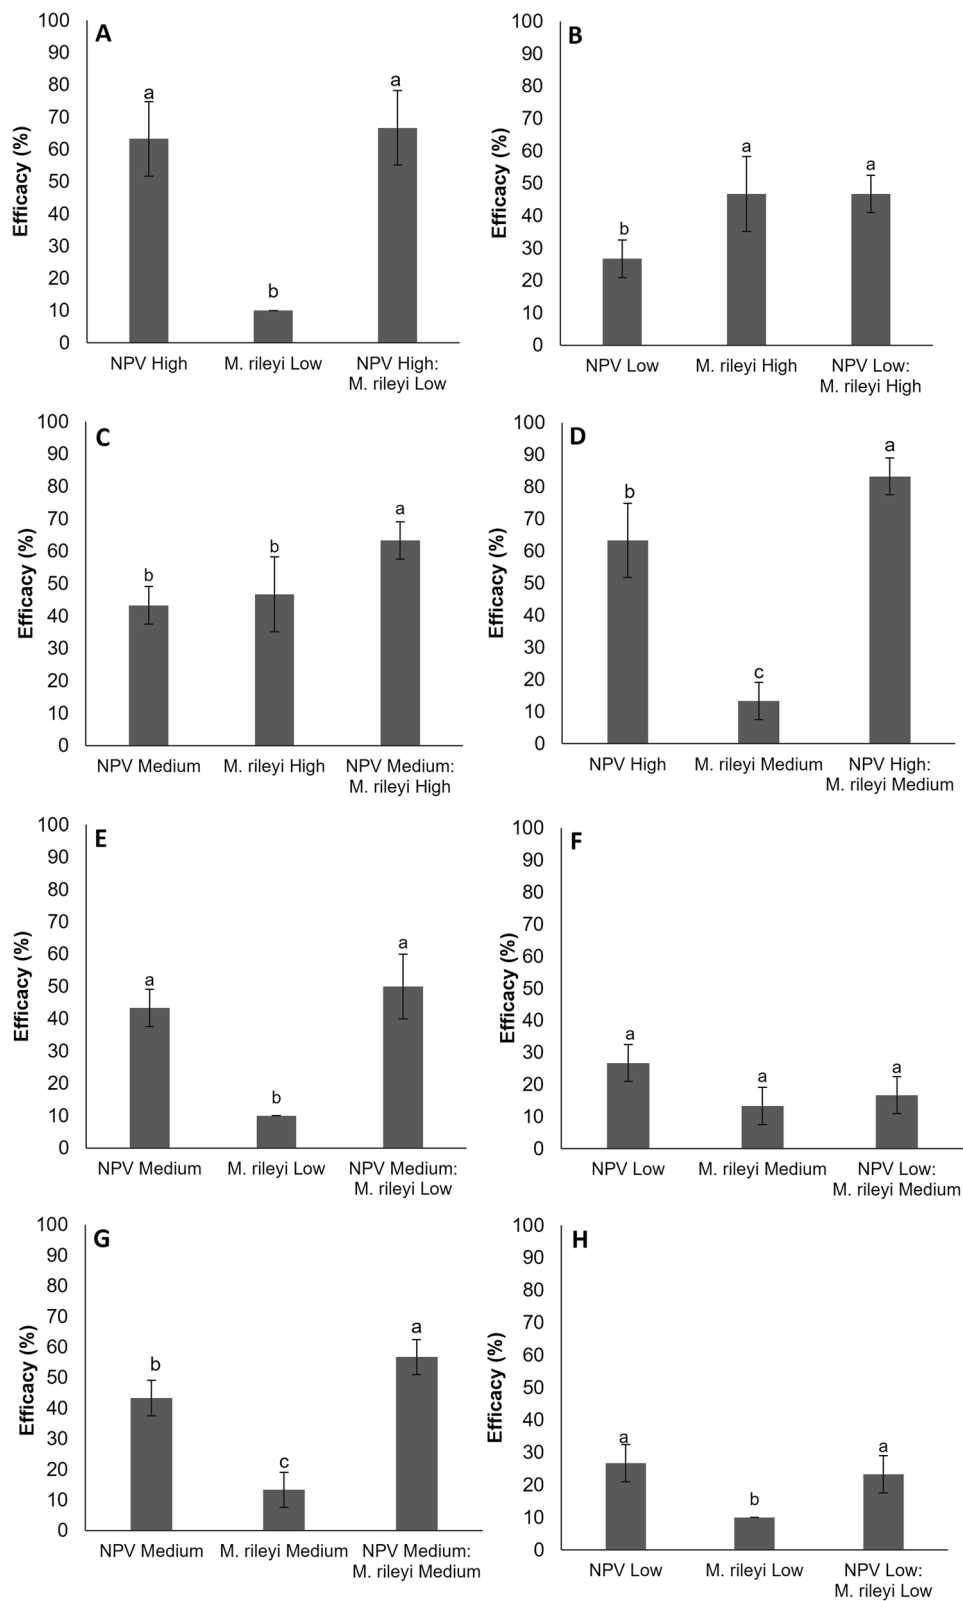 A
Efficacy (%)
100
90
80
70
60
50
40
30
20
10
0
a
b
a
NPV High
M. rileyi Low
NPV High:
M. rileyi Low
B
Efficacy (%)
100
90
80
70
60
50
40
30
20
10
0
b
a
a
NPV Low
M. rileyi High
NPV Low:
M. rileyi High
C
Efficacy (%)
100
90
80
70
60
50
40
30
20
10
0
b
b
a
NPV Medium
M. rileyi High
NPV Medium:
M. rileyi High
D
Efficacy (%)
100
90
80
70
60
50
40
30
20
10
0
b
c
a
NPV High
M. rileyi Medium
NPV High:
M. rileyi Medium
E
Efficacy (%)
100
90
80
70
60
50
40
30
20
10
0
a
b
a
NPV Medium
M. rileyi Low
NPV Medium:
M. rileyi Low
F
Efficacy (%)
100
90
80
70
60
50
40
30
20
10
0
a
a
a
NPV Low
M. rileyi Medium
NPV Low:
M. rileyi Medium
G
Efficacy (%)
100
90
80
70
60
50
40
30
20
10
0
b
c
a
NPV Medium
M. rileyi Medium
NPV Medium:
M. rileyi Medium
H
Efficacy (%)
100
90
80
70
60
50
40
30
20
10
0
a
b
a
NPV Low
M. rileyi Low
NPV Low:
M. rileyi Low